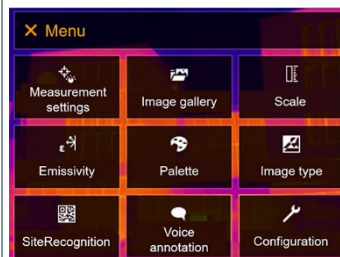 × Menu
Measurement
settings
Image gallery
Scale
ε
Emissivity
Palette
Image type
SiteRecognition
Voice
annotation
Configuration